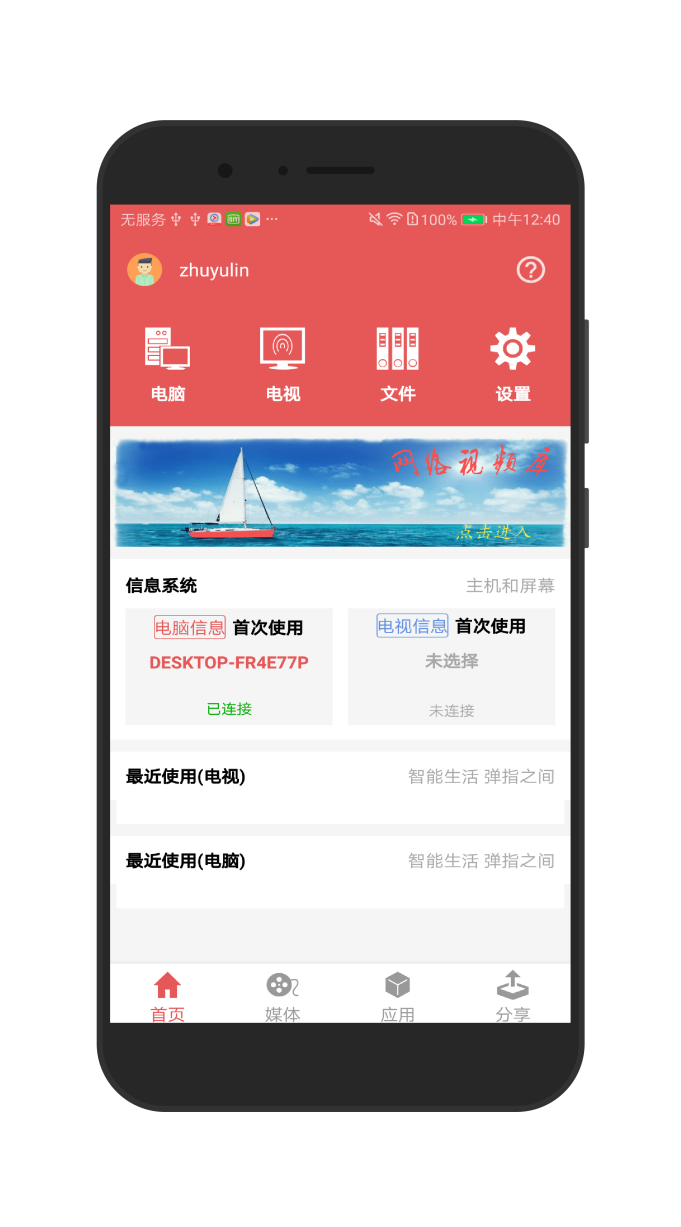 无服务 100% 中午12:40
zhuyulin
电脑 电视 文件 设置
网络视频库
点击进入
信息系统 主机和屏幕
电脑信息 首次使用 电视信息 首次使用
DESKTOP-FR4E77P 未选择
已连接 未连接
最近使用(电视) 智能生活 弹指之间
最近使用(电脑) 智能生活 弹指之间
首页 媒体 应用 分享